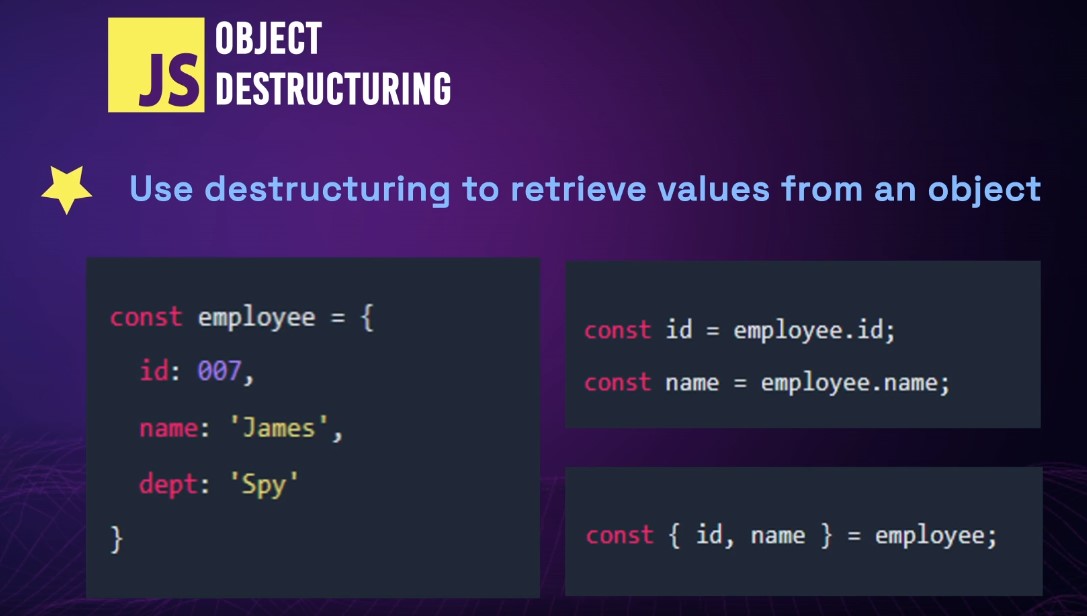 JS
OBJECT
DESTRUCTURING
Use destructuring to retrieve values from an object
const employee = {
  id: 007,
  name: 'James',
  dept: 'Spy'
}
const id = employee.id;
const name = employee.name;
const { id, name } = employee;